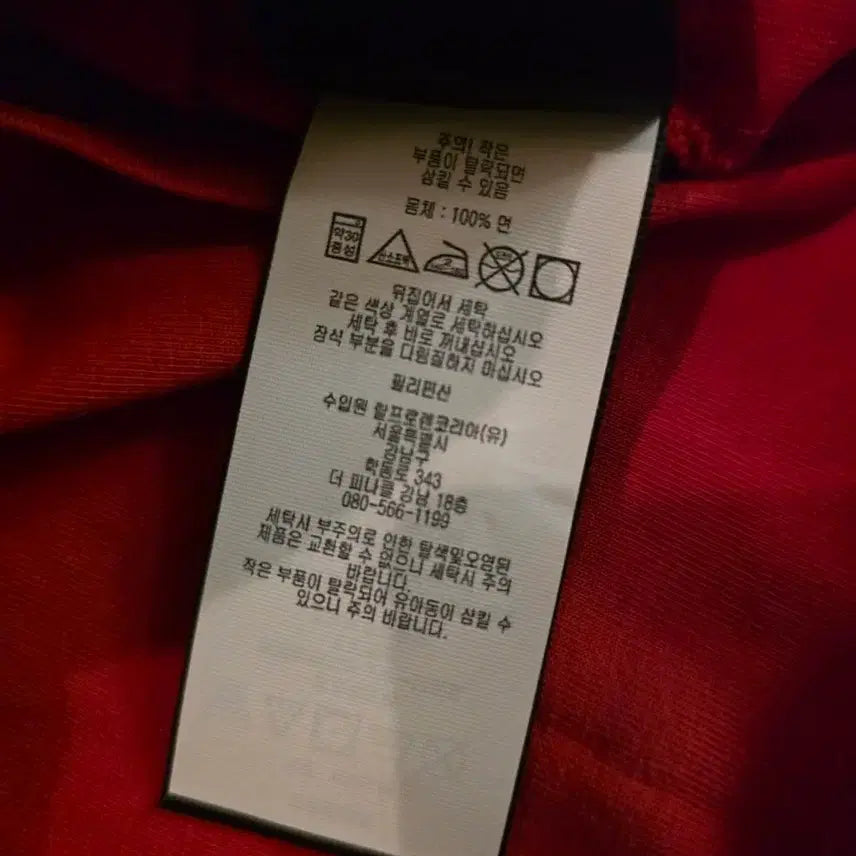 주의! 작은
부품이 탈락되면
삼킬 수 있음
몸체 : 100% 면
약30
중성
산소표백
뒤집어서 세탁
같은 색상 계열로 세탁하십시오
세탁 후 바로 꺼내십시오
장식 부분을 다림질하지 마십시오
필리핀산
수입원 랄프로렌코리아(유)
서울특별시
강남구
343
더 피나클 강남 18층
080-566-1199
세탁시 부주의로 인한 탈색및오염된
제품은 교환할 수 없으니 세탁시 주의
바랍니다.
작은 부품이 탈락되어 유아동이 삼킬 수
있으니 주의 바랍니다.